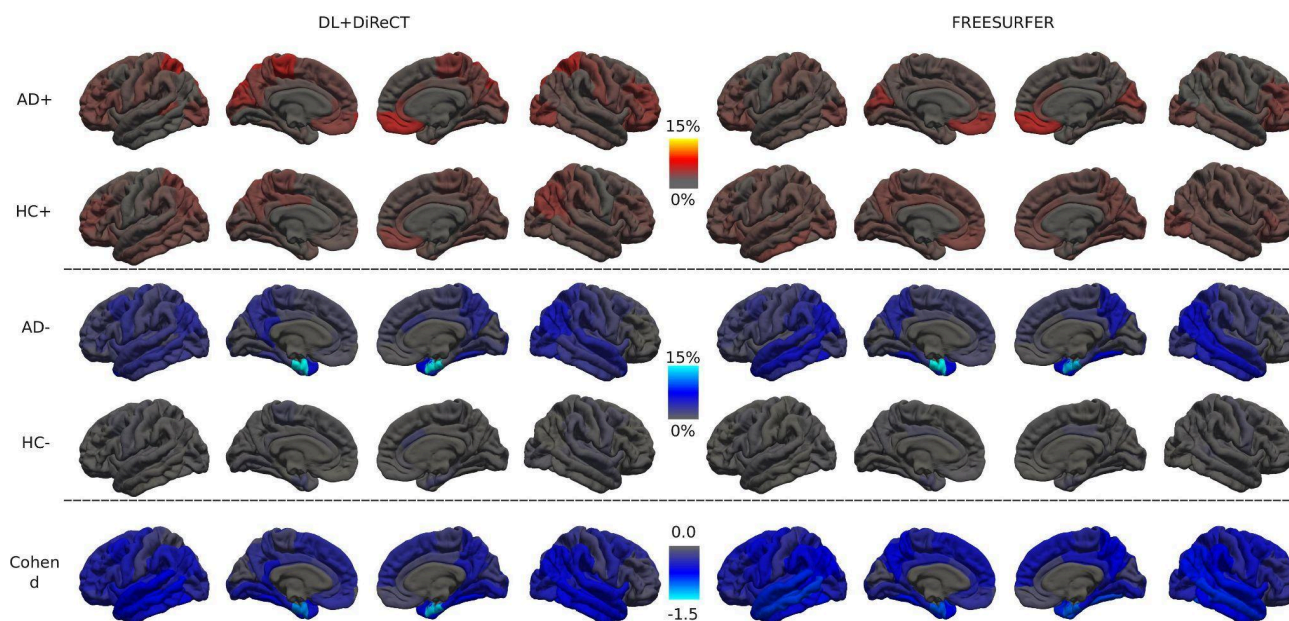 DL+DiReCT
FREESURFER
AD+
15%
0%
HC+
AD-
15%
0%
HC-
Cohen
d
0.0
-1.5